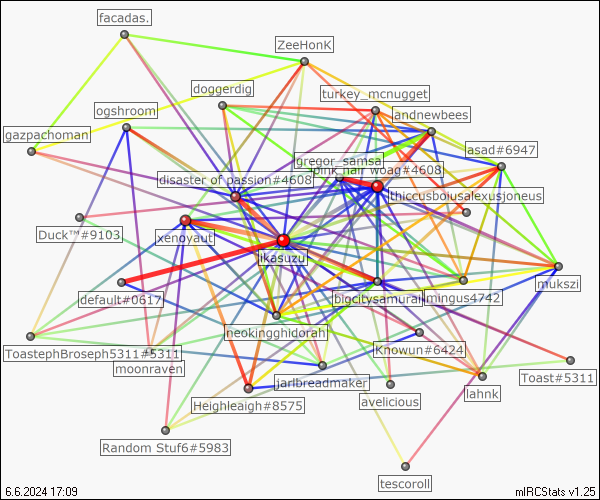 facadas.
ZeeHonK
doggerdig
turkey_mcnugget
ogshroom
andnewbees
gazpachoman
asad#6947
gregor_samsa
pink hair woag#4608
disaster of passion#4608
thiccusboiusalexusjoneus
Duck™#9103
xenoyaut
ikasuzu
mukszi
default#0617
bigcitysamurai
mingus4742
neokingghidorah
ToastephBroseph5311#5311
Knowun#6424
moonraven
jarlbreadmaker
Toast#5311
lahnk
Heighleaigh#8575
avelicious
Random Stuf6#5983
tescoroll
6.6.2024 17:09
mIRCStats v1.25